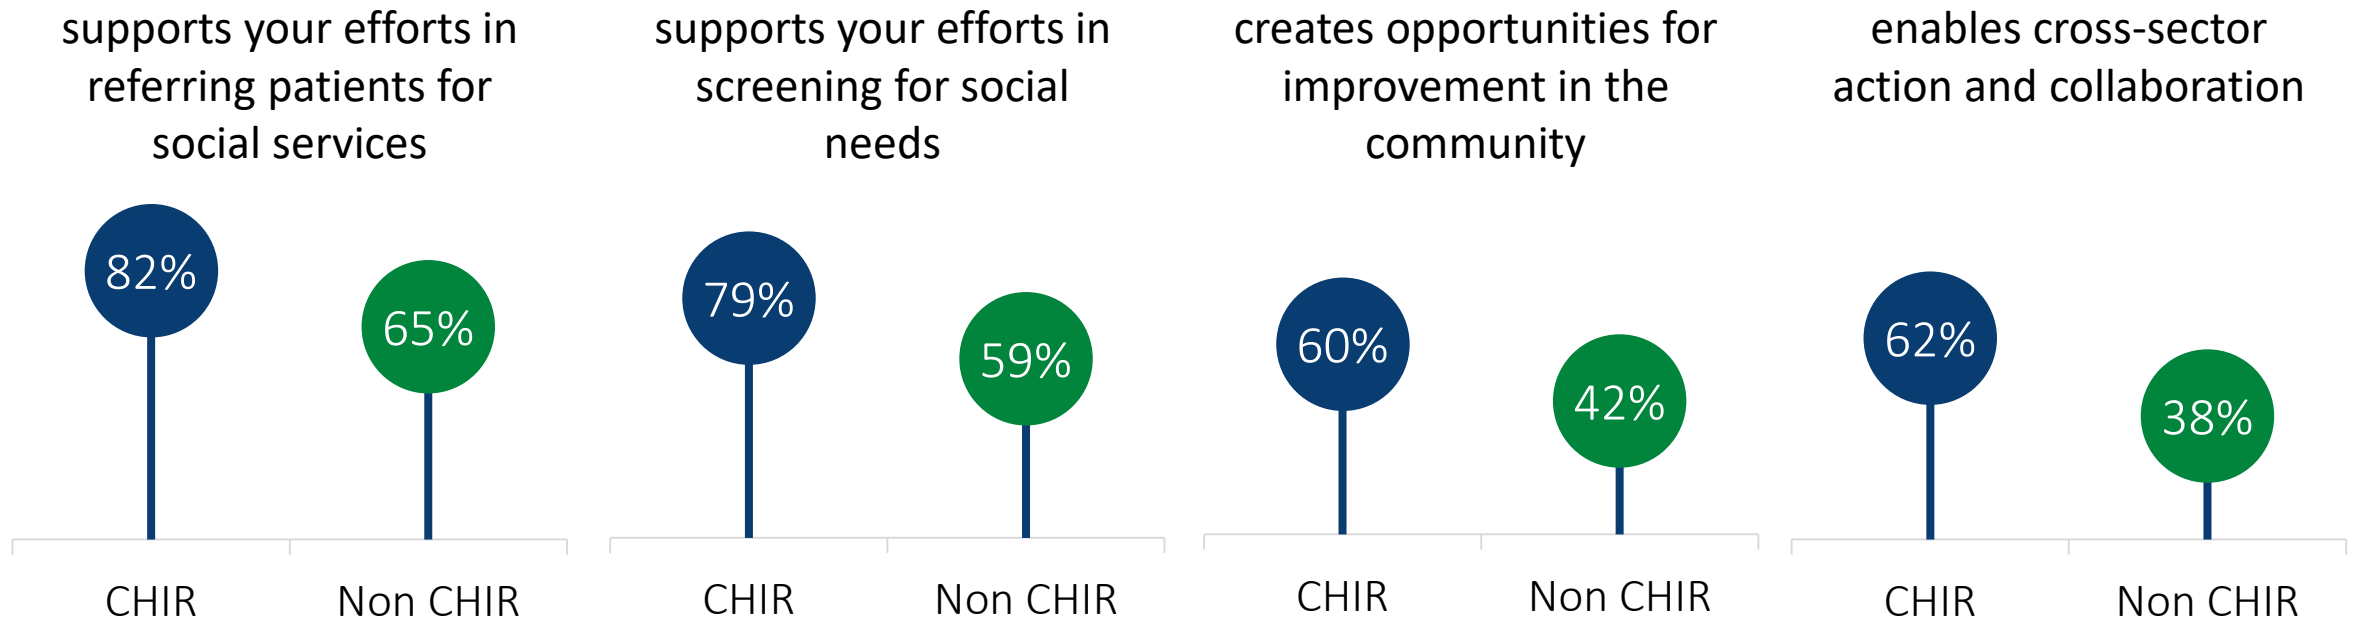 supports your efforts in
referring patients for
social services
82%
65%
CHIR
Non CHIR
supports your efforts in
screening for social
needs
79%
59%
CHIR
Non CHIR
creates opportunities for
improvement in the
community
60%
42%
CHIR
Non CHIR
enables cross-sector
action and collaboration
62%
38%
CHIR
Non CHIR